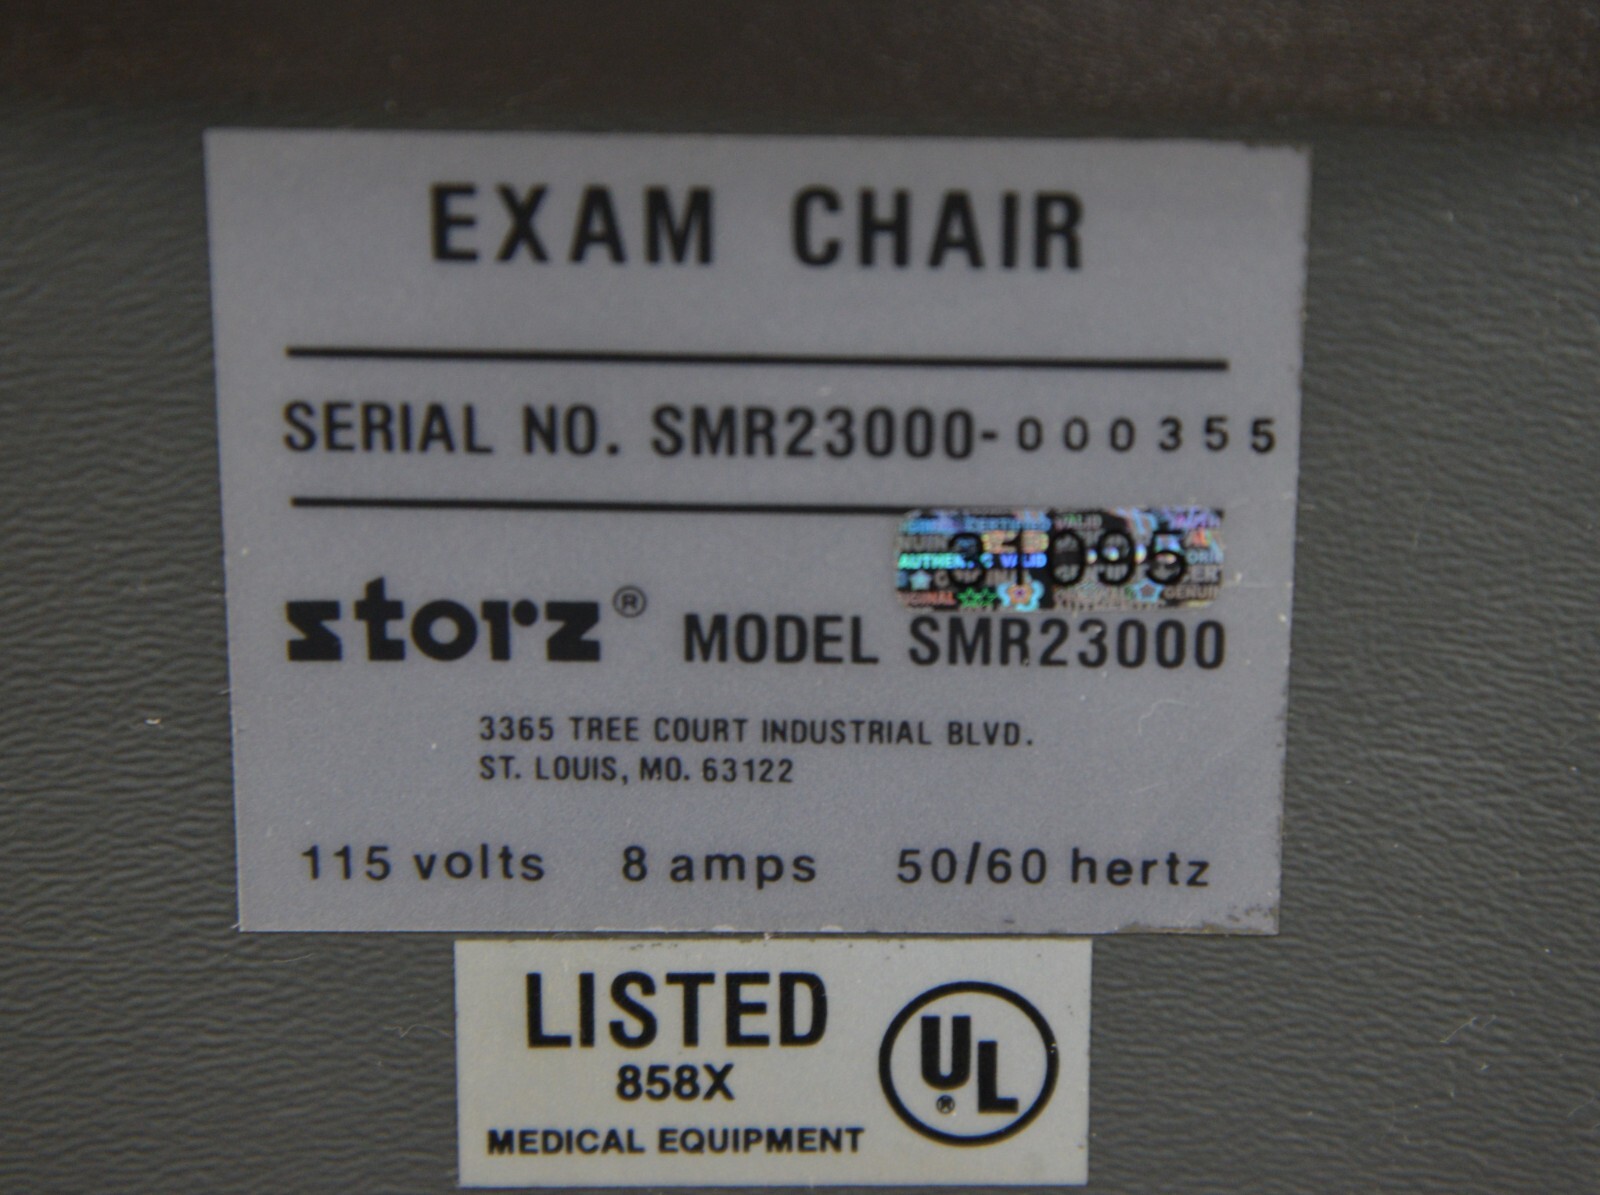 EXAM CHAIR
SERIAL NO. SMR23000-000355
31095
storz® MODEL SMR23000
3365 TREE COURT INDUSTRIAL BLVD.
ST. LOUIS, MO. 63122
115 volts 8 amps 50/60 hertz
LISTED
858X
MEDICAL EQUIPMENT
UL®